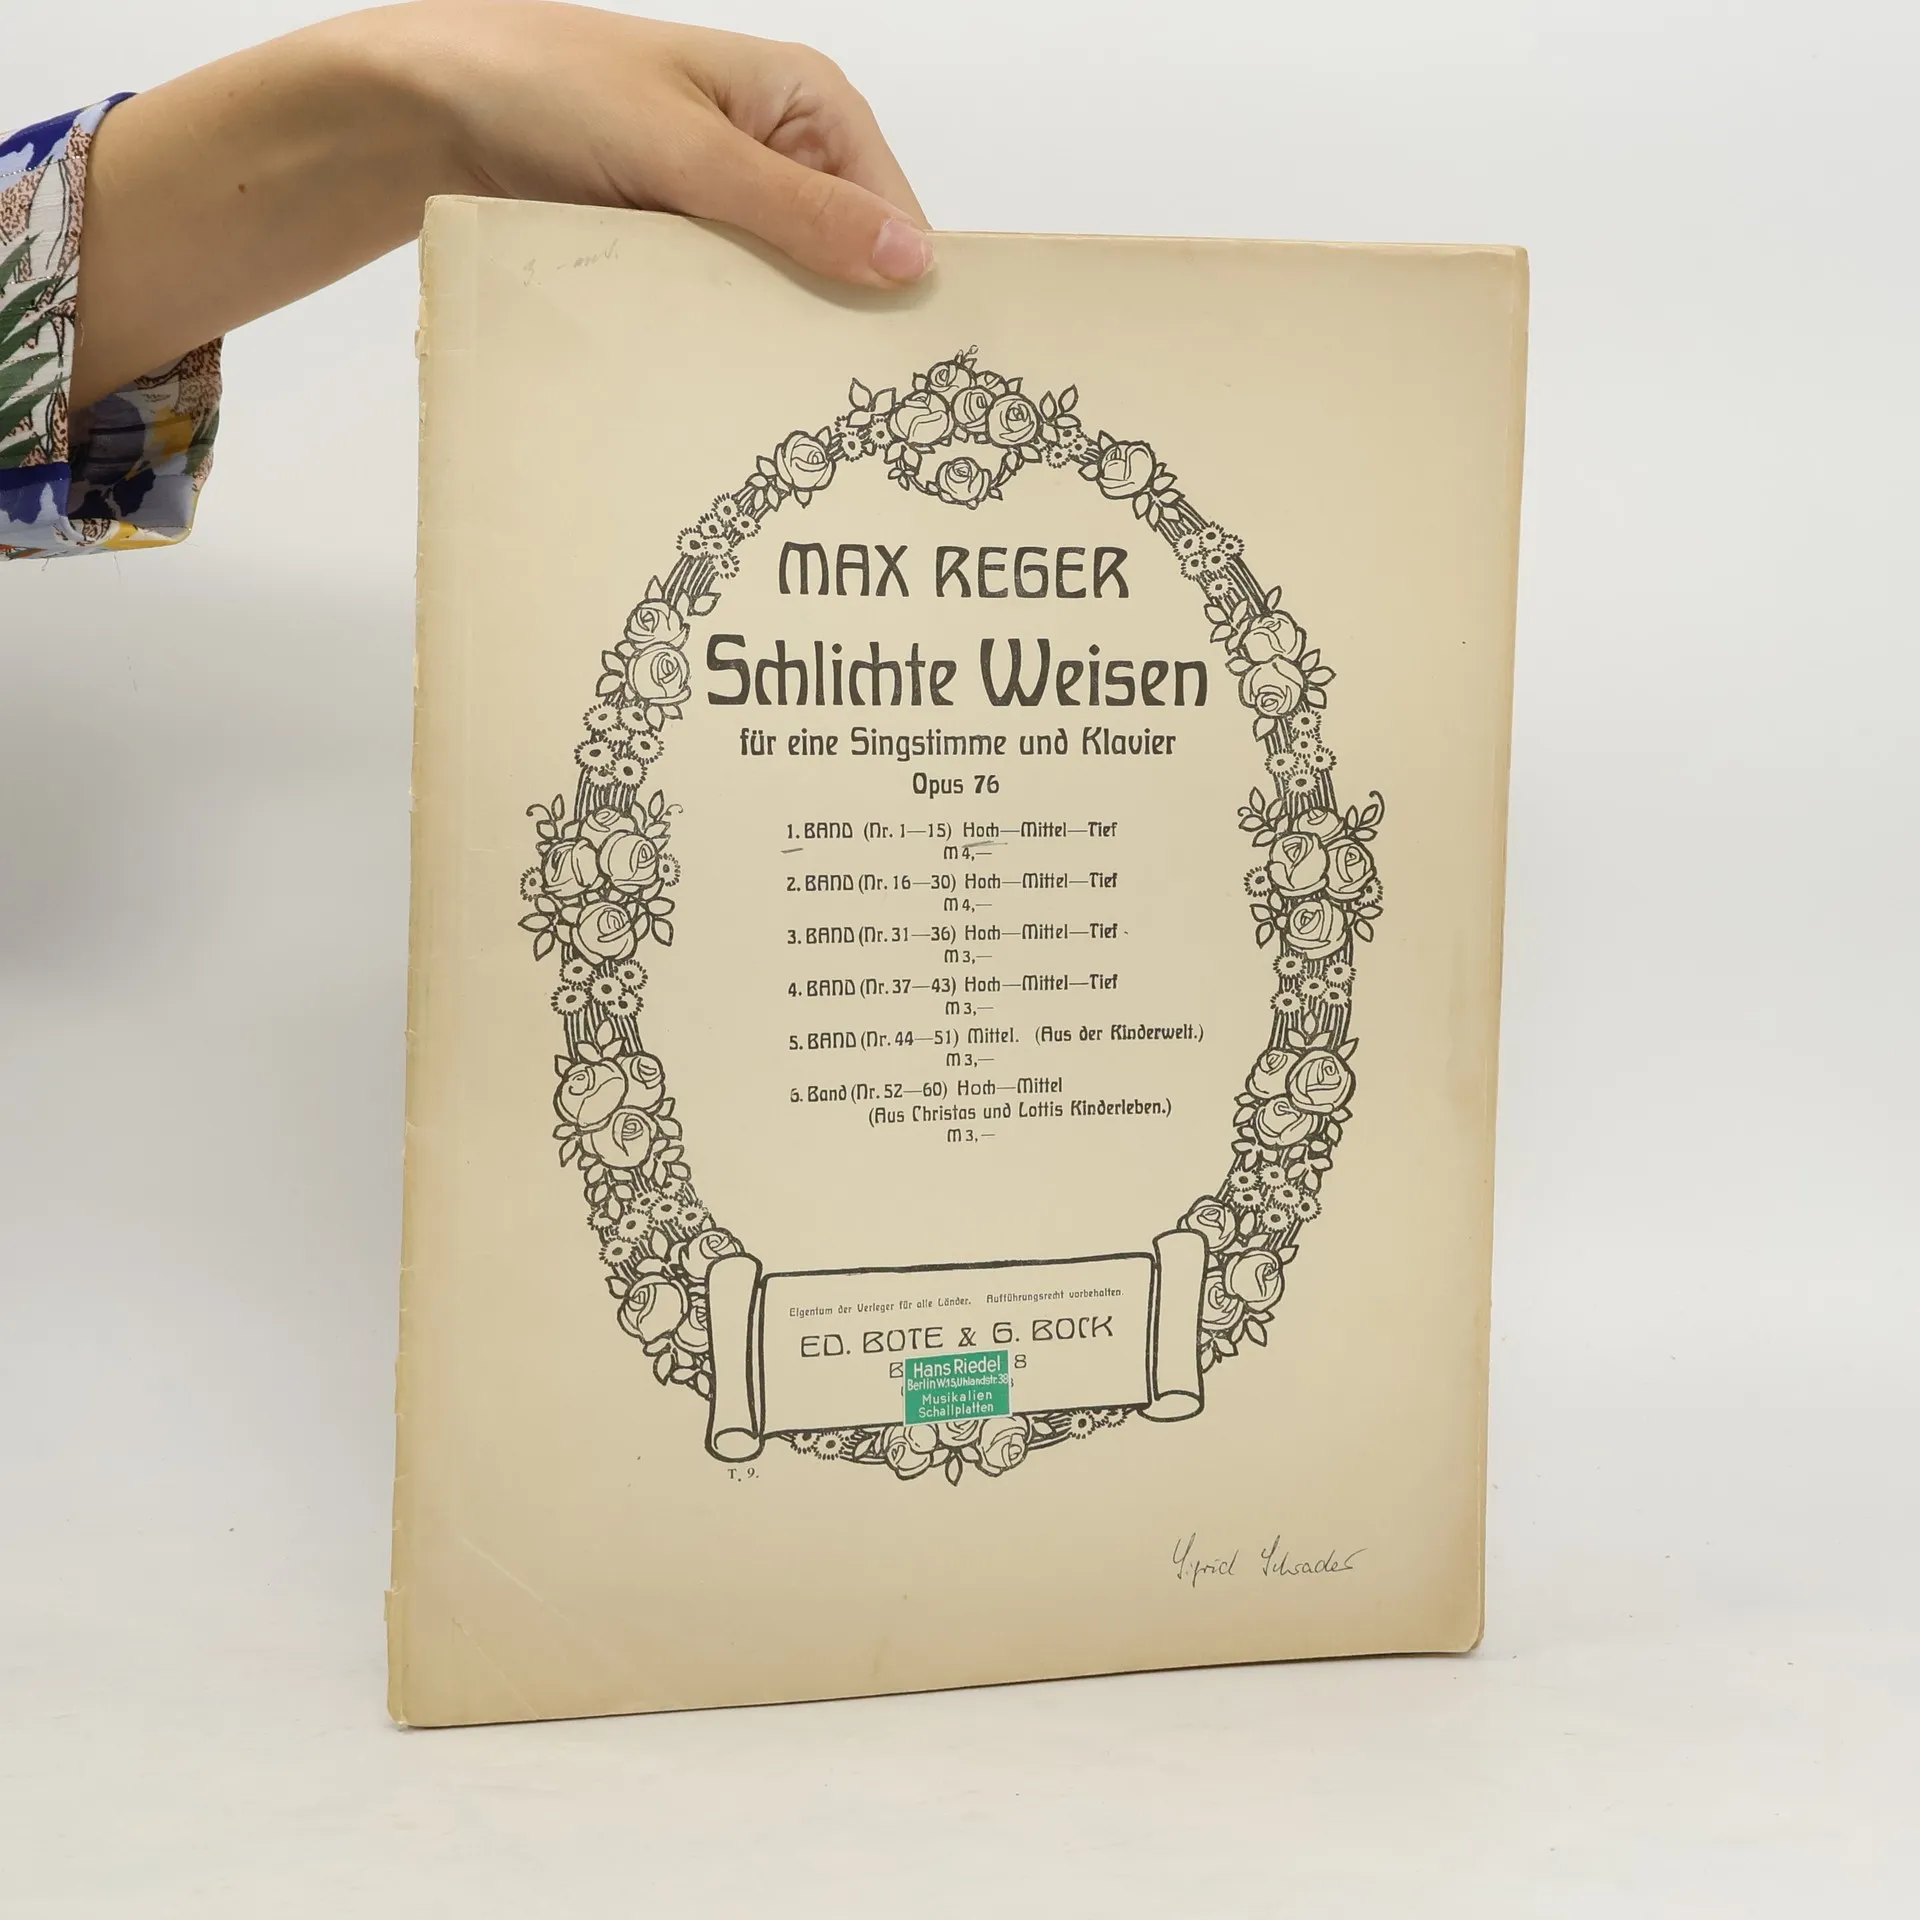 MAX REGER
Schlichte Weisen
für eine Singstimme und Klavier
Opus 76
1. BAND (Nr. 1—15) Hoch—Mittel—Tief
M 4,—
2. BAND (Nr. 16—30) Hoch—Mittel—Tief
M 4,—
3. BAND (Nr. 31—36) Hoch—Mittel—Tief
M 3,—
4. BAND (Nr. 37—43) Hoch—Mittel—Tief
M 3,—
5. BAND (Nr. 44—51) Mittel. (Aus der Kinderwelt.)
M 3,—
6. Band (Nr. 52—60) Hoch—Mittel
(Aus Christas und Lottis Kinderleben.)
M 3,—
Eigentum der Verleger für alle Länder. Aufführungsrecht vorbehalten.
ED. BOTE & G. BOCK
B 8
Hans Riedel
Berlin W.15, Uhlandstr. 38
Musikalien
Schallplatten
T. 9.
Sigrid Schrader